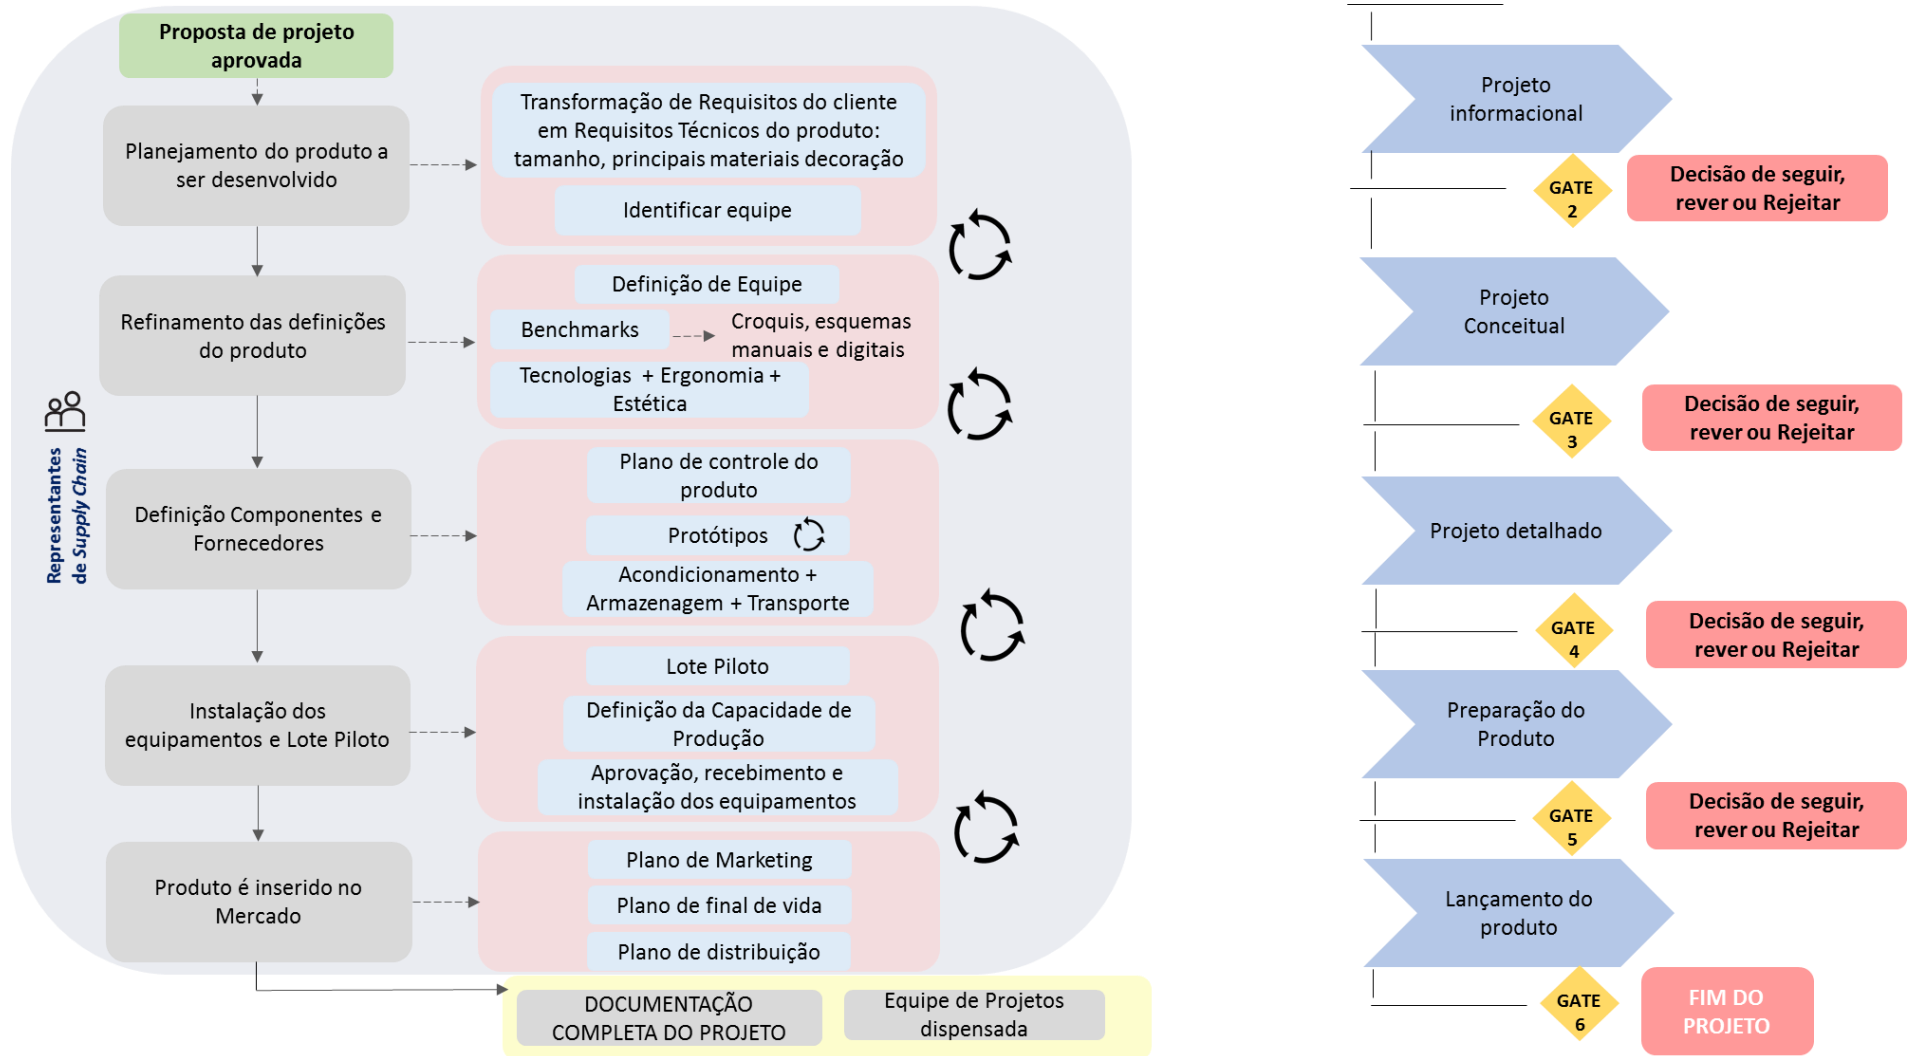 Proposta de projeto
aprovada
Planejamento do produto a
ser desenvolvido
Transformação de Requisitos do cliente
em Requisitos Técnicos do produto:
tamanho, principais materiais decoração
Identificar equipe
Refinamento das definições
do produto
Definição de Equipe
Benchmarks
Croquis, esquemas
manuais e digitais
Tecnologias + Ergonomia +
Estética
Representantes
de Supply Chain
Definição Componentes e
Fornecedores
Plano de controle do
produto
Protótipos
Acondicionamento +
Armazenagem + Transporte
Instalação dos
equipamentos e Lote Piloto
Lote Piloto
Definição da Capacidade de
Produção
Aprovação, recebimento e
instalação dos equipamentos
Produto é inserido no
Mercado
Plano de Marketing
Plano de final de vida
Plano de distribuição
DOCUMENTAÇÃO
COMPLETA DO PROJETO
Equipe de Projetos
dispensada
Projeto
informacional
GATE
2
Decisão de seguir,
rever ou Rejeitar
Projeto
Conceitual
GATE
3
Decisão de seguir,
rever ou Rejeitar
Projeto detalhado
GATE
4
Decisão de seguir,
rever ou Rejeitar
Preparação do
Produto
GATE
5
Decisão de seguir,
rever ou Rejeitar
Lançamento do
produto
GATE
6
FIM DO
PROJETO